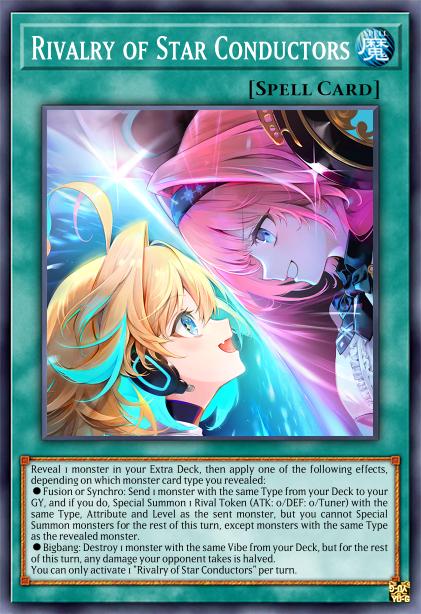 RIVALRY OF STAR CONDUCTORS
SPELL
魔
[SPELL CARD]
Reveal 1 monster in your Extra Deck, then apply one of the following effects,
depending on which monster card type you revealed:
●Fusion or Synchro: Send 1 monster with the same Type from your Deck to your
GY, and if you do, Special Summon 1 Rival Token (ATK: 0/DEF: 0/Tuner) with
the same Type, Attribute and Level as the sent monster, but you cannot Special
Summon monsters for the rest of this turn, except monsters with the same Type
as the revealed monster.
●Bigbang: Destroy 1 monster with the same Vibe from your Deck, but for the rest
of this turn, any damage your opponent takes is halved.
You can only activate 1 "Rivalry of Star Conductors" per turn.